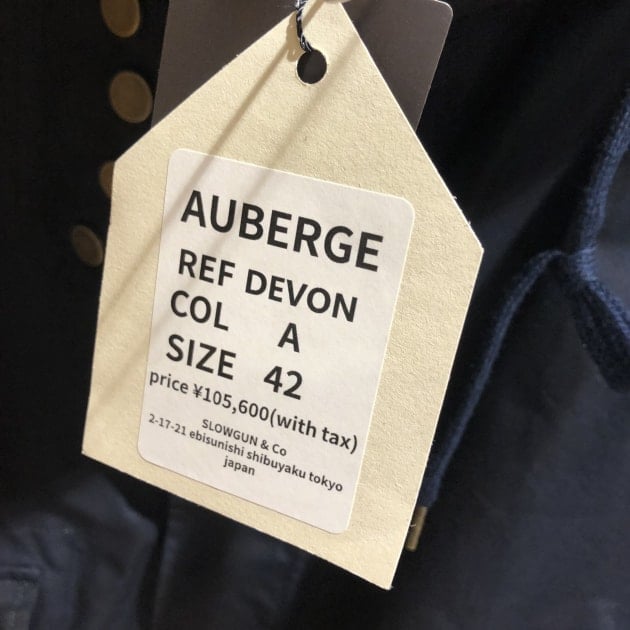 AUBERGE
REF DEVON
COL A
SIZE 42
price ¥105,600(with tax)
SLOWGUN & Co
2-17-21 ebisunishi shibuyaku tokyo
japan